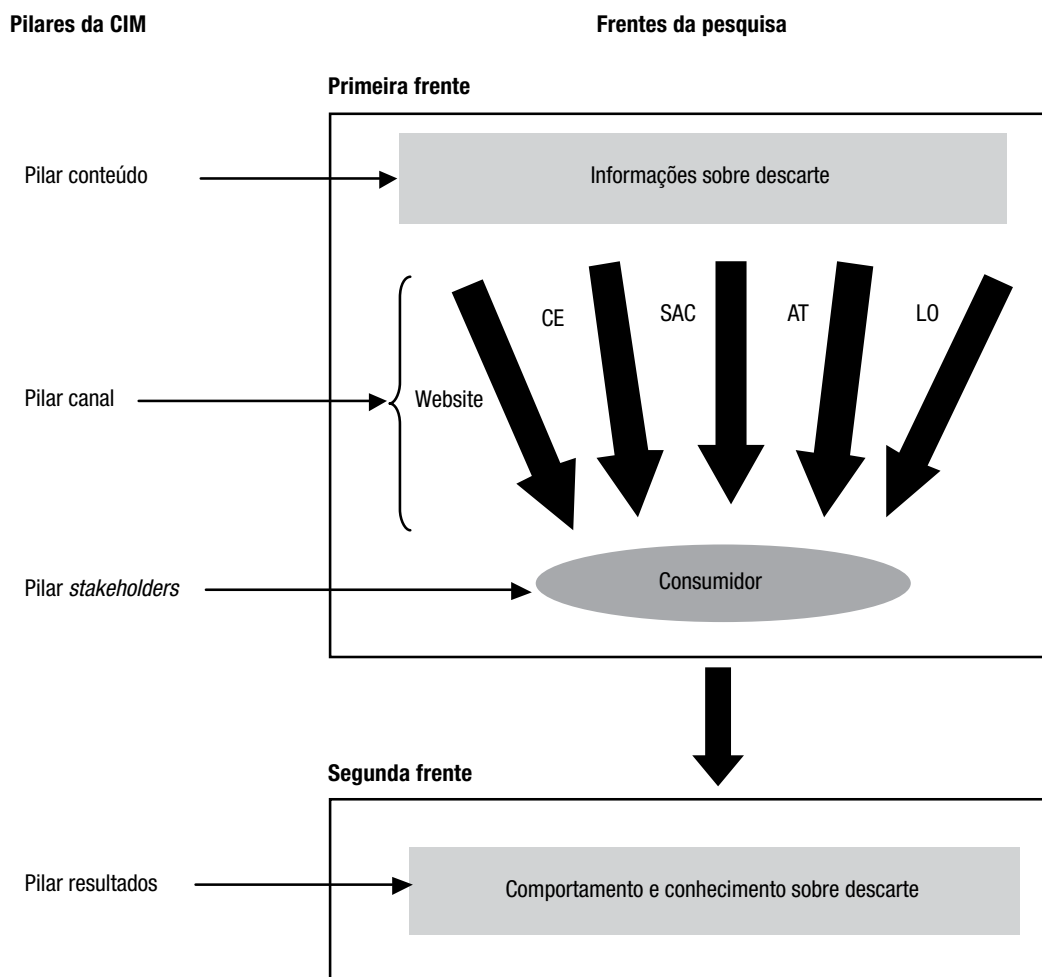 Pilares da CIM
Frentes da pesquisa
Primeira frente
Pilar conteúdo
Informações sobre descarte
CE
SAC
AT
LO
Pilar canal
Website
Pilar stakeholders
Consumidor
Segunda frente
Pilar resultados
Comportamento e conhecimento sobre descarte